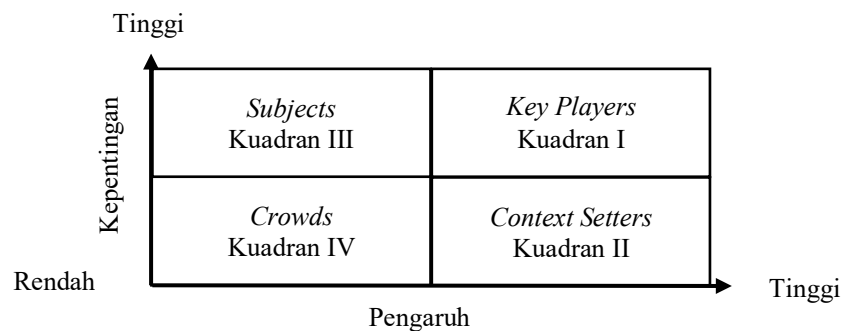 Tinggi
Kepentingan
Subjects
Kuadran III
Key Players
Kuadran I
Crowds
Kuadran IV
Context Setters
Kuadran II
Rendah
Tinggi
Pengaruh